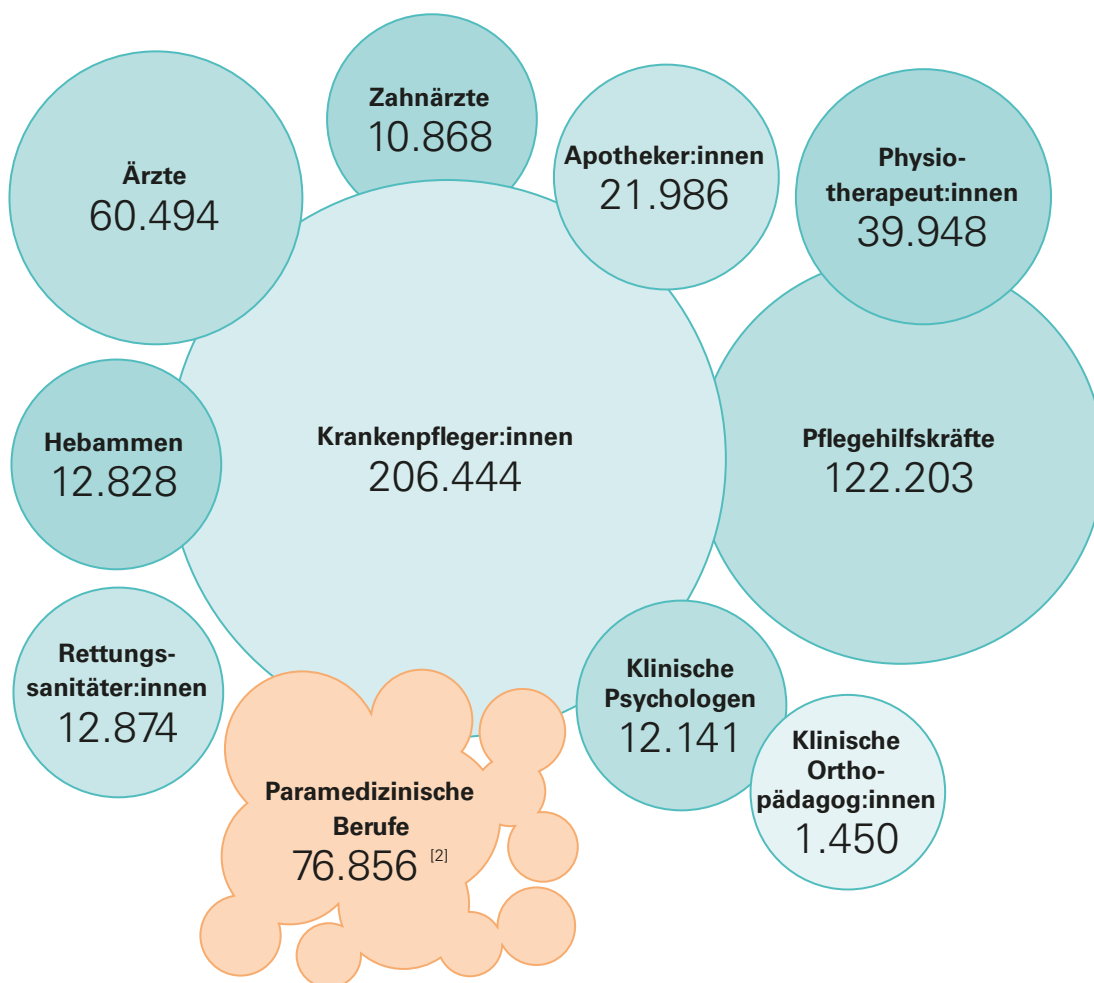 Zahnärzte
10.868
Ärzte
60.494
Apotheker:innen
21.986
Physio-
therapeut:innen
39.948
Hebammen
12.828
Krankenpfleger:innen
206.444
Pflegehilfskräfte
122.203
Rettungs-
sanitäter:innen
12.874
Klinische
Psychologen
12.141
Klinische
Ortho-
pädagog:innen
1.450
Paramedizinische
Berufe
76.856 [2]